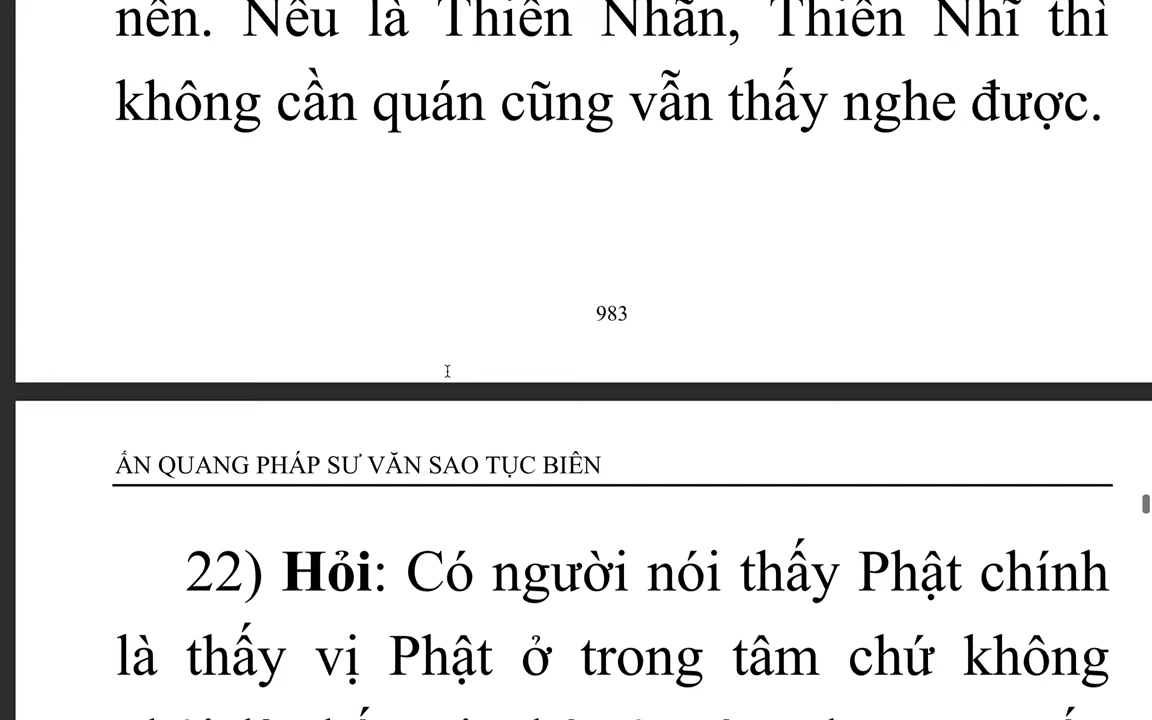 nên. Nếu là Thiên Nhãn, Thiên Nhĩ thì
không cần quán cũng vẫn thấy nghe được.
983
ẤN QUANG PHÁP SƯ VĂN SAO TỤC BIÊN
22) Hỏi: Có người nói thấy Phật chính
là thấy vị Phật ở trong tâm chứ không